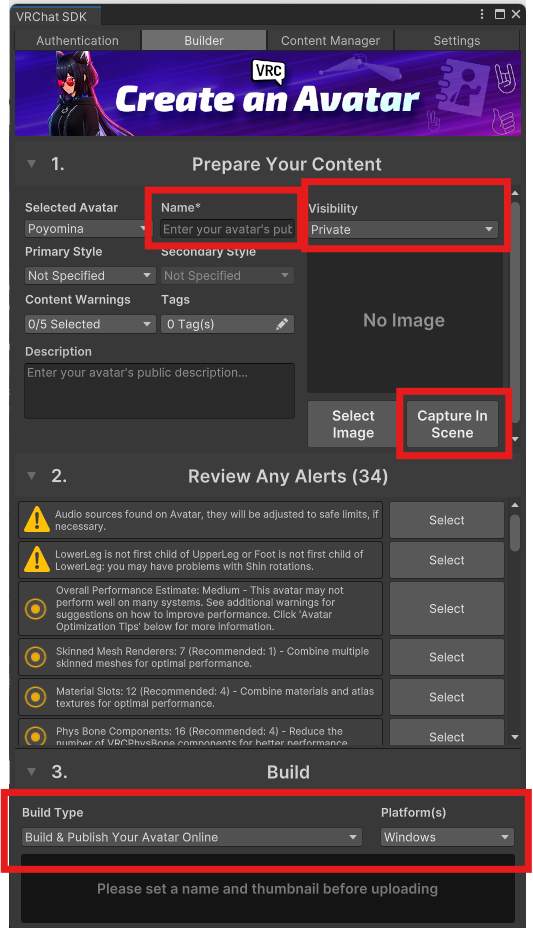 VRChat SDK
Authentication
Builder
Content Manager
Settings
VRC
Create an Avatar
1.
Prepare Your Content
Selected Avatar
Name*
Visibility
Poyomina
Enter your avatar's pub
Private
Primary Style
Secondary Style
Not Specified
Not Specified
Content Warnings
Tags
0/5 Selected
0 Tag(s)
No Image
Description
Enter your avatar's public description...
Select
Image
Capture In
Scene
2.
Review Any Alerts (34)
Audio sources found on Avatar, they will be adjusted to safe limits, if
necessary.
Select
LowerLeg is not first child of UpperLeg or Foot is not first child of
LowerLeg: you may have problems with Shin rotations.
Select
Overall Performance Estimate: Medium - This avatar may not
perform well on many systems. See additional warnings for
suggestions on how to improve performance. Click 'Avatar
Optimization Tips' below for more information.
Select
Skinned Mesh Renderers: 7 (Recommended: 1) - Combine multiple
skinned meshes for optimal performance.
Select
Material Slots: 12 (Recommended: 4) - Combine materials and atlas
textures for optimal performance.
Select
Phys Bone Components: 16 (Recommended: 4) - Reduce the
number of VRCPhysBone components for better performance
Select
3.
Build
Build Type
Platform(s)
Build & Publish Your Avatar Online
Windows
Please set a name and thumbnail before uploading